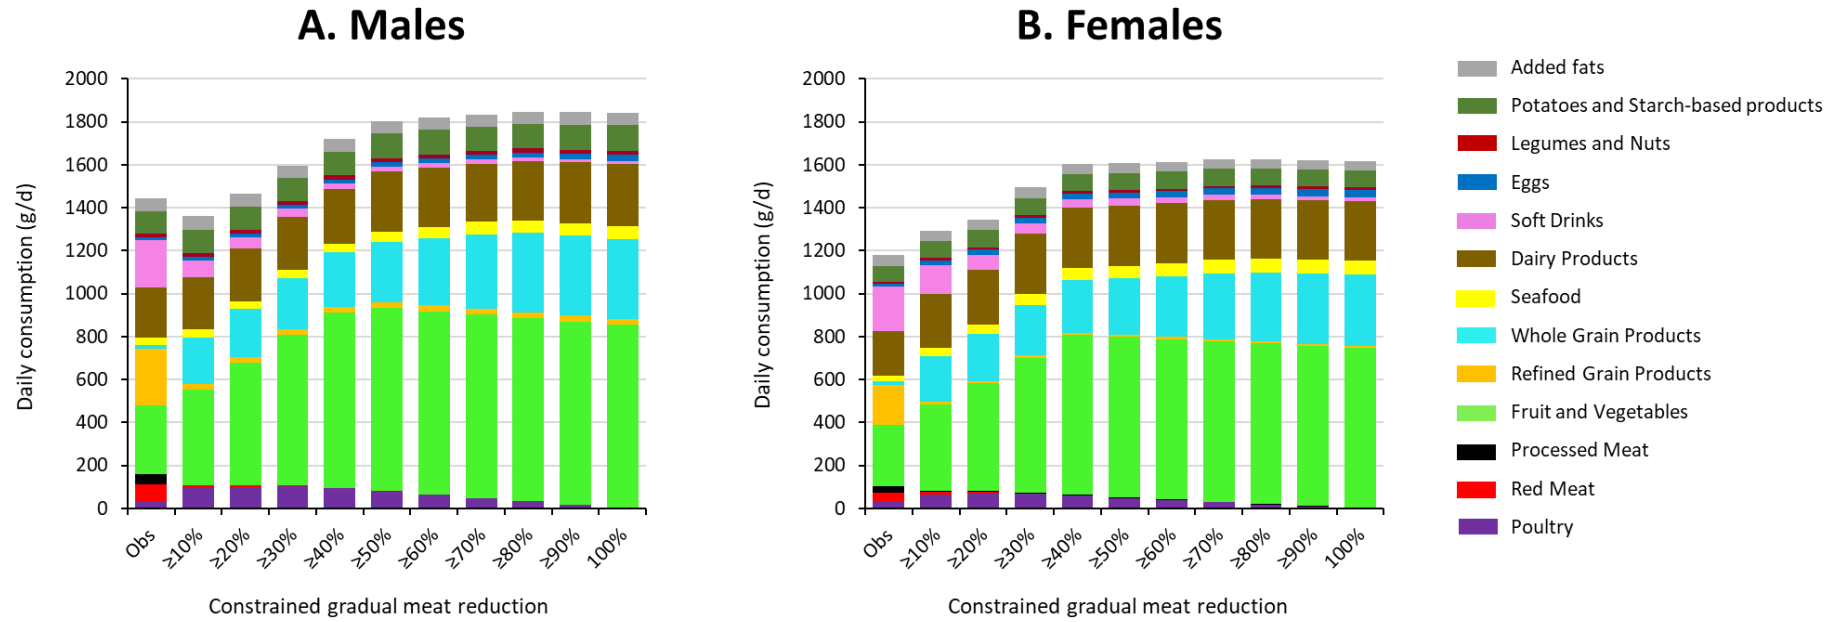 A. Males
B. Females
Daily consumption (g/d)
2000
1800
1600
1400
1200
1000
800
600
400
200
0
Obs
≥10%
≥20%
≥30%
≥40%
≥50%
≥60%
≥70%
≥80%
≥90%
100%
Constrained gradual meat reduction
Daily consumption (g/d)
2000
1800
1600
1400
1200
1000
800
600
400
200
0
Obs
≥10%
≥20%
≥30%
≥40%
≥50%
≥60%
≥70%
≥80%
≥90%
100%
Constrained gradual meat reduction
Added fats
Potatoes and Starch-based products
Legumes and Nuts
Eggs
Soft Drinks
Dairy Products
Seafood
Whole Grain Products
Refined Grain Products
Fruit and Vegetables
Processed Meat
Red Meat
Poultry